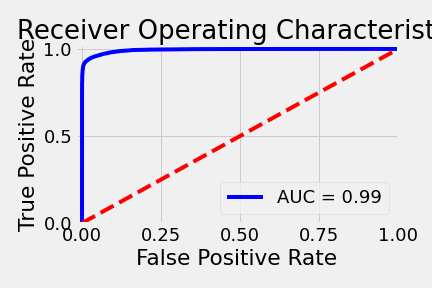 Receiver Operating Characterist
True Positive Rate
1.0
0.5
0.0
0.00 0.25 0.50 0.75 1.00
False Positive Rate
AUC = 0.99